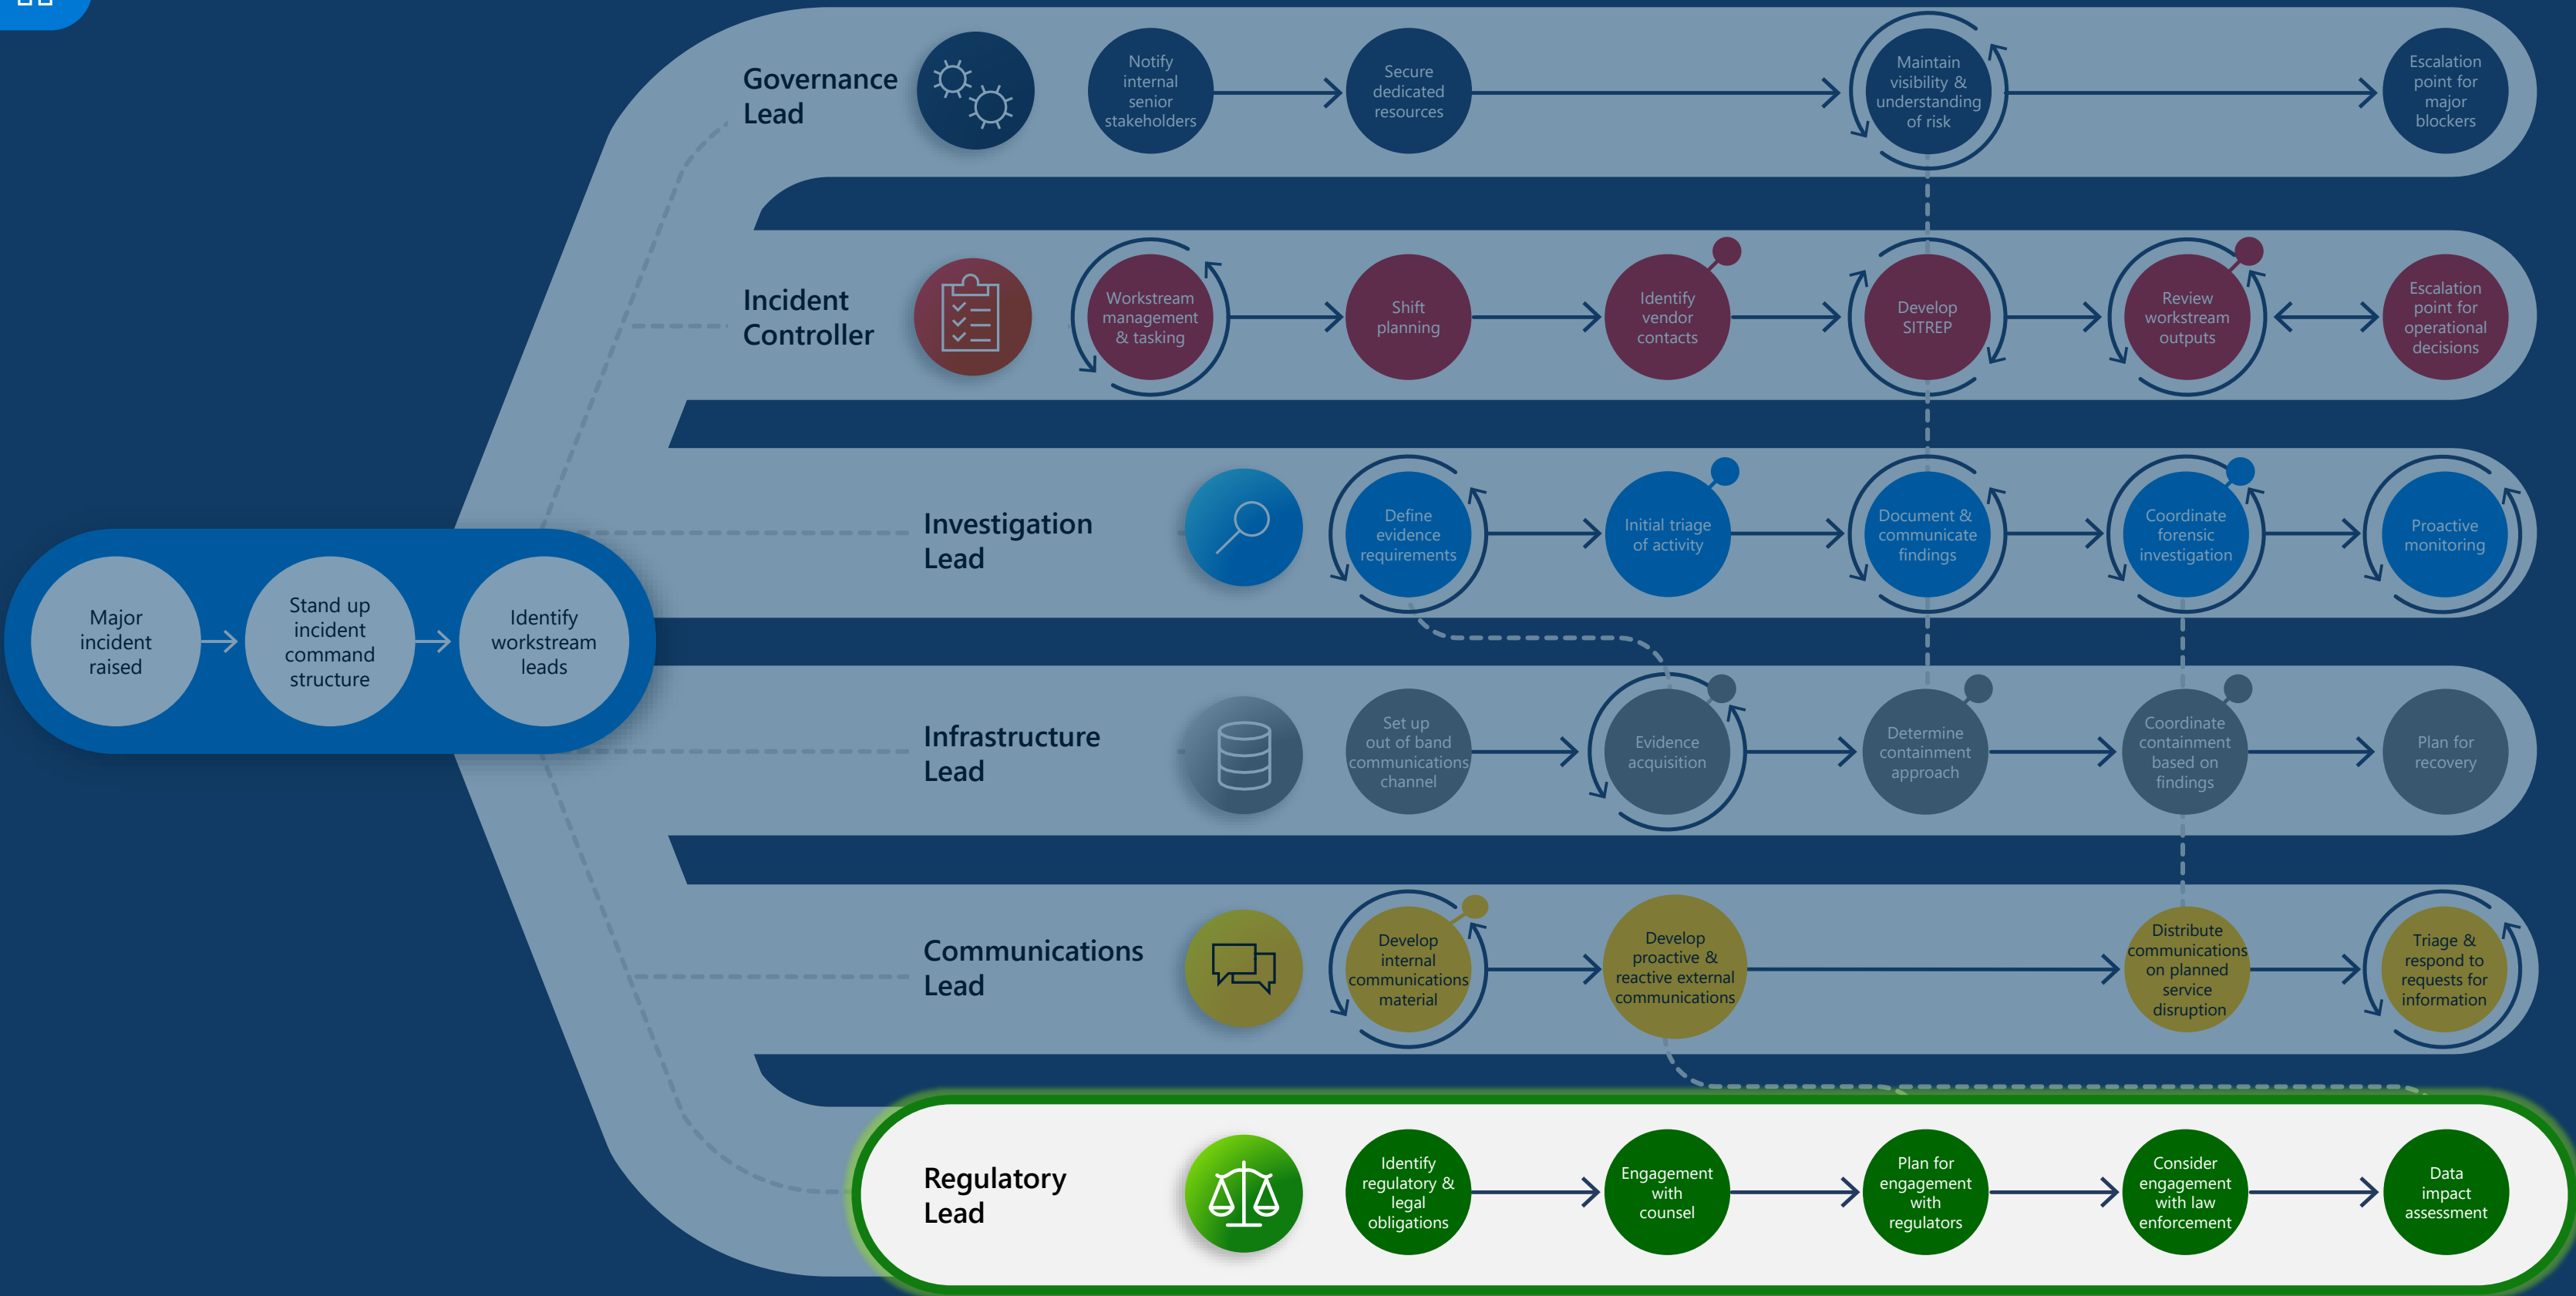 Governance
Lead
Notify
internal
senior
stakeholders
Secure
dedicated
resources
Maintain
visibility &
understanding
of risk
Escalation
point for
major
blockers
Incident
Controller
Workstream
management
& tasking
Shift
planning
Identify
vendor
contacts
Develop
SITREP
Review
workstream
outputs
Escalation
point for
operational
decisions
Investigation
Lead
Define
evidence
requirements
Initial triage
of activity
Document &
communicate
findings
Coordinate
forensic
investigation
Proactive
monitoring
Major
incident
raised
Stand up
incident
command
structure
Identify
workstream
leads
Infrastructure
Lead
Set up
out of band
communications
channel
Evidence
acquisition
Determine
containment
approach
Coordinate
containment
based on
findings
Plan for
recovery
Communications
Lead
Develop
internal
communications
material
Develop
proactive &
reactive external
communications
Distribute
communications
on planned
service
disruption
Triage &
respond to
requests for
information
Regulatory
Lead
Identify
regulatory &
legal
obligations
Engagement
with
counsel
Plan for
engagement
with
regulators
Consider
engagement
with law
enforcement
Data
impact
assessment